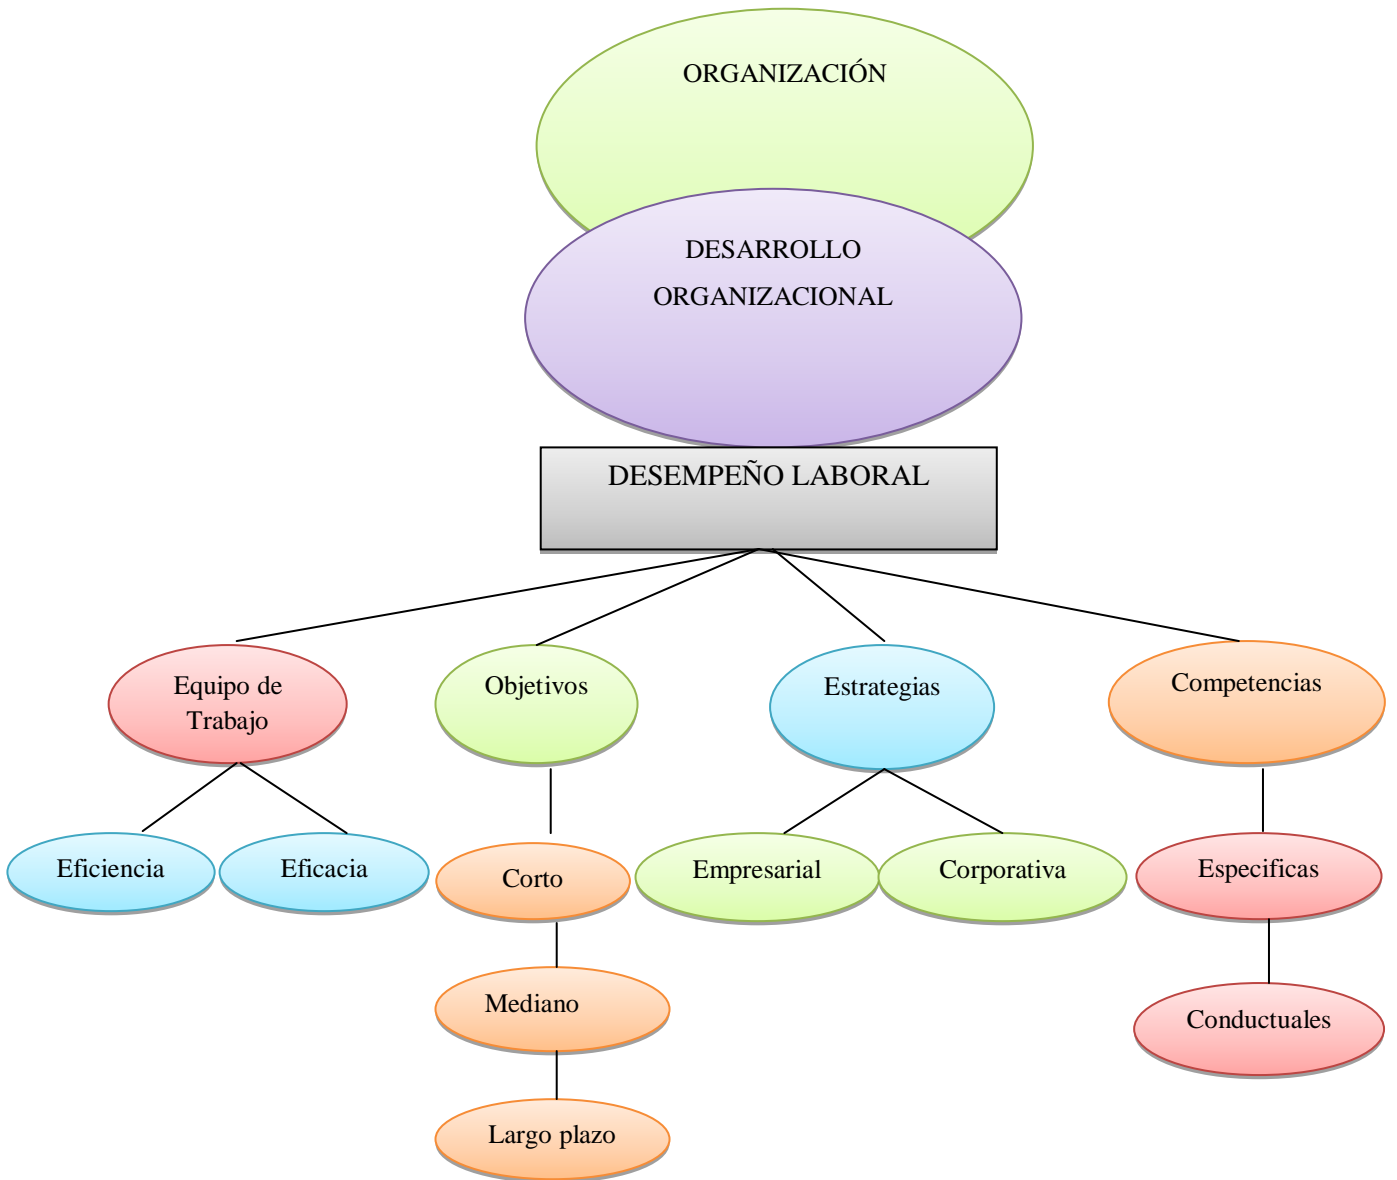 ORGANIZACIÓN
DESARROLLO
ORGANIZACIONAL
DESEMPEÑO LABORAL
Equipo de
Trabajo
Objetivos
Estrategias
Competencias
Eficiencia
Eficacia
Corto
Empresarial
Corporativa
Especificas
Mediano
Conductuales
Largo plazo